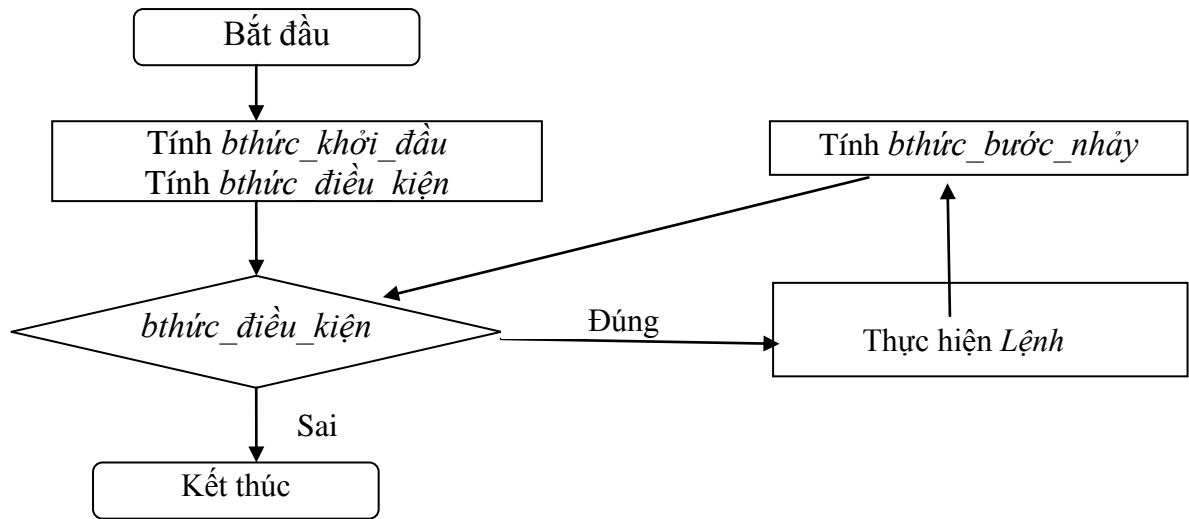 Bắt đầu
Tính bthức_khởi_đầu
Tính bthức_điều_kiện
Tính bthức_bước_nhảy
bthức_điều_kiện
Đúng
Thực hiện Lệnh
Sai
Kết thúc